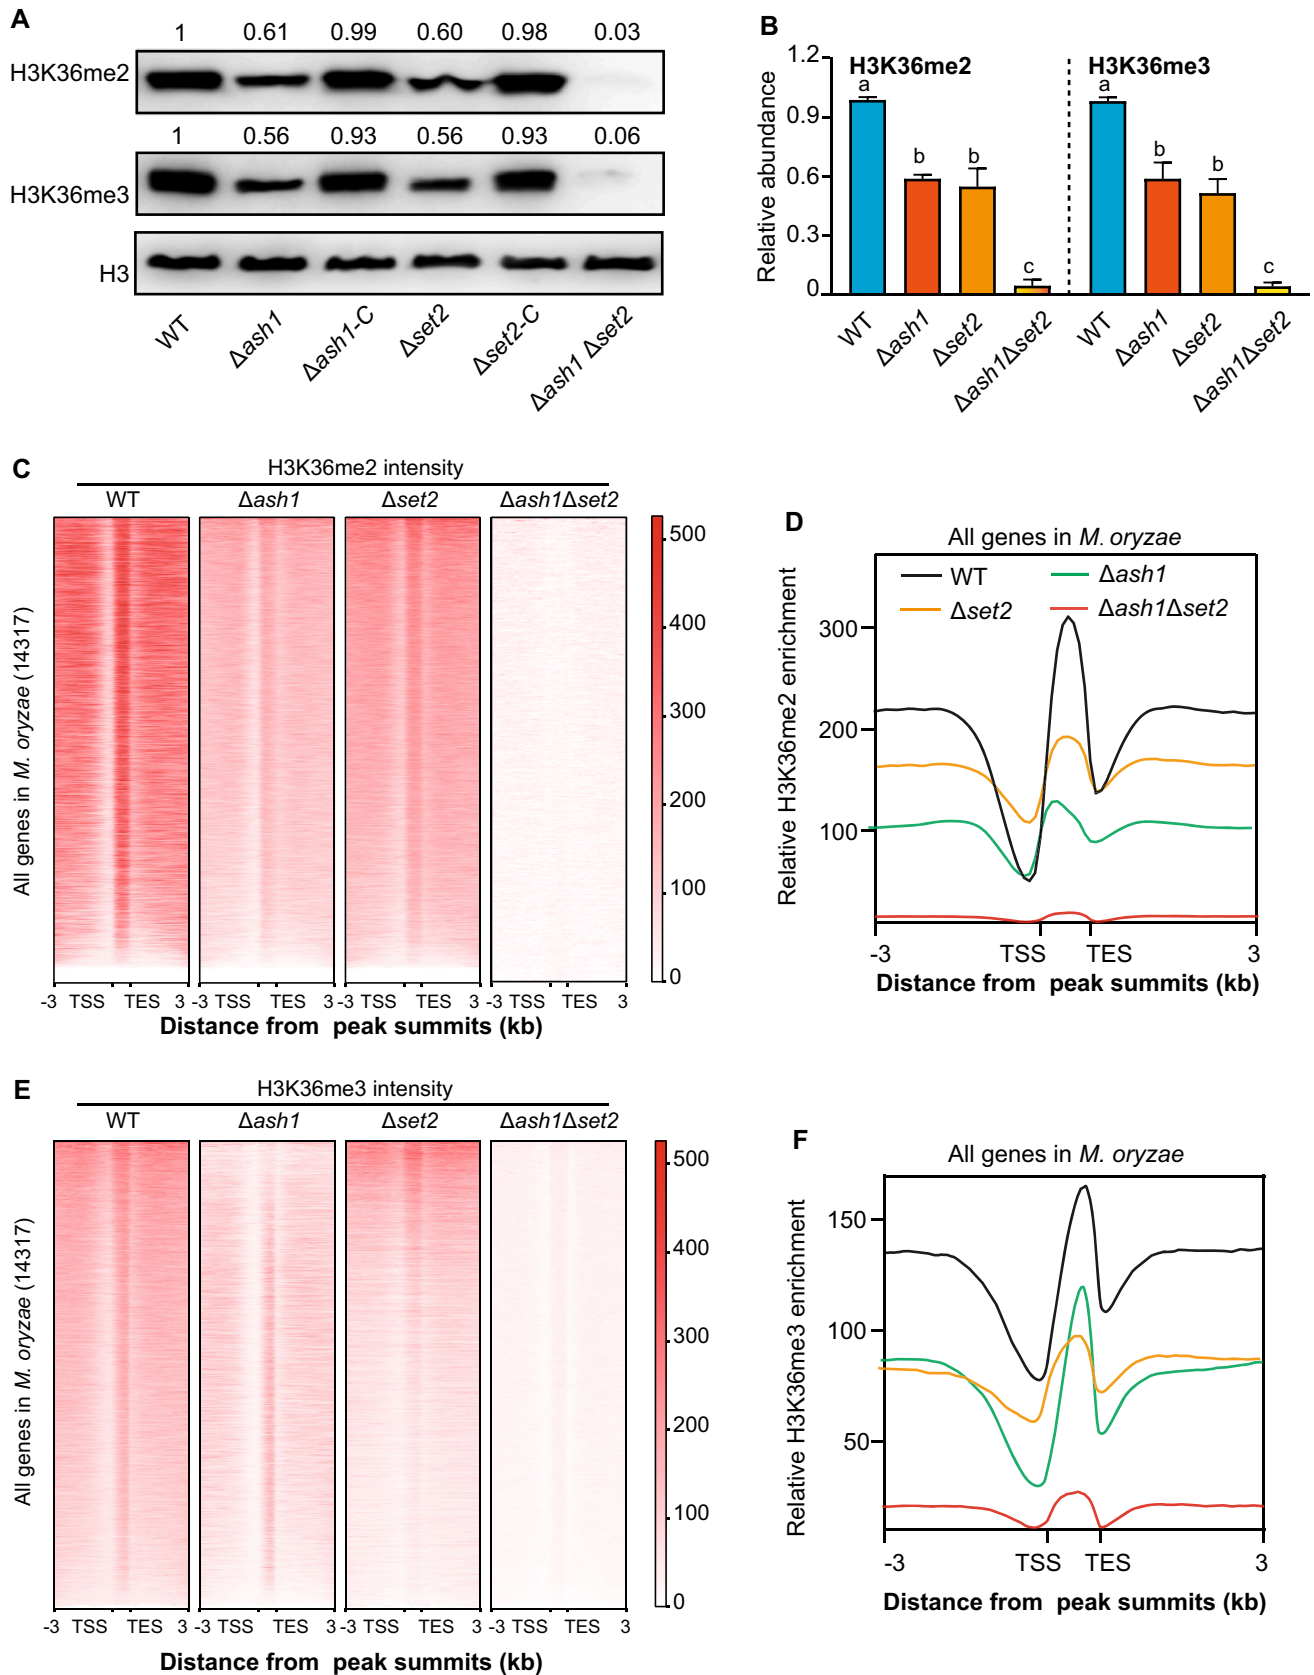 A
1 0.61 0.99 0.60 0.98 0.03
H3K36me2
1 0.56 0.93 0.56 0.93 0.06
H3K36me3
H3
WT Δash1 Δash1-C Δset2 Δset2-C Δash1 Δset2
B
H3K36me2 H3K36me3
Relative abundance
1.2
0.9
0.6
0.3
0
a b b c a b b c
WT Δash1 Δset2 Δash1Δset2 WT Δash1 Δset2 Δash1Δset2
C
H3K36me2 intensity
WT Δash1 Δset2 Δash1Δset2
All genes in M. oryzae (14317)
500
400
300
200
100
0
-3 TSS TES 3 -3 TSS TES 3 -3 TSS TES 3 -3 TSS TES 3
Distance from peak summits (kb)
D
All genes in M. oryzae
WT Δash1
Δset2 Δash1Δset2
Relative H3K36me2 enrichment
300
200
100
-3 TSS TES 3
Distance from peak summits (kb)
E
H3K36me3 intensity
WT Δash1 Δset2 Δash1Δset2
All genes in M. oryzae (14317)
500
400
300
200
100
0
-3 TSS TES 3 -3 TSS TES 3 -3 TSS TES 3 -3 TSS TES 3
Distance from peak summits (kb)
F
All genes in M. oryzae
Relative H3K36me3 enrichment
150
100
50
-3 TSS TES 3
Distance from peak summits (kb)